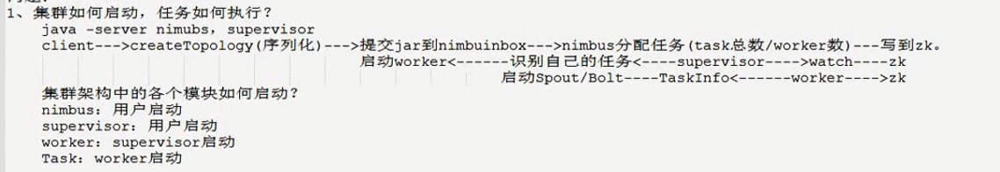 1、集群如何启动，任务如何执行？
java -server nimubs，supervisor
client--->createTopology(序列化)--->提交jar到nimbuinbox--->nimbus分配任务(task总数/worker数)---写到zk。
启动worker<------识别自己的任务<----supervisor---->watch----zk
启动Spout/Bolt----TaskInfo<------worker---->zk
集群架构中的各个模块如何启动？
nimbus：用户启动
supervisor：用户启动
worker：supervisor启动
Task：worker启动